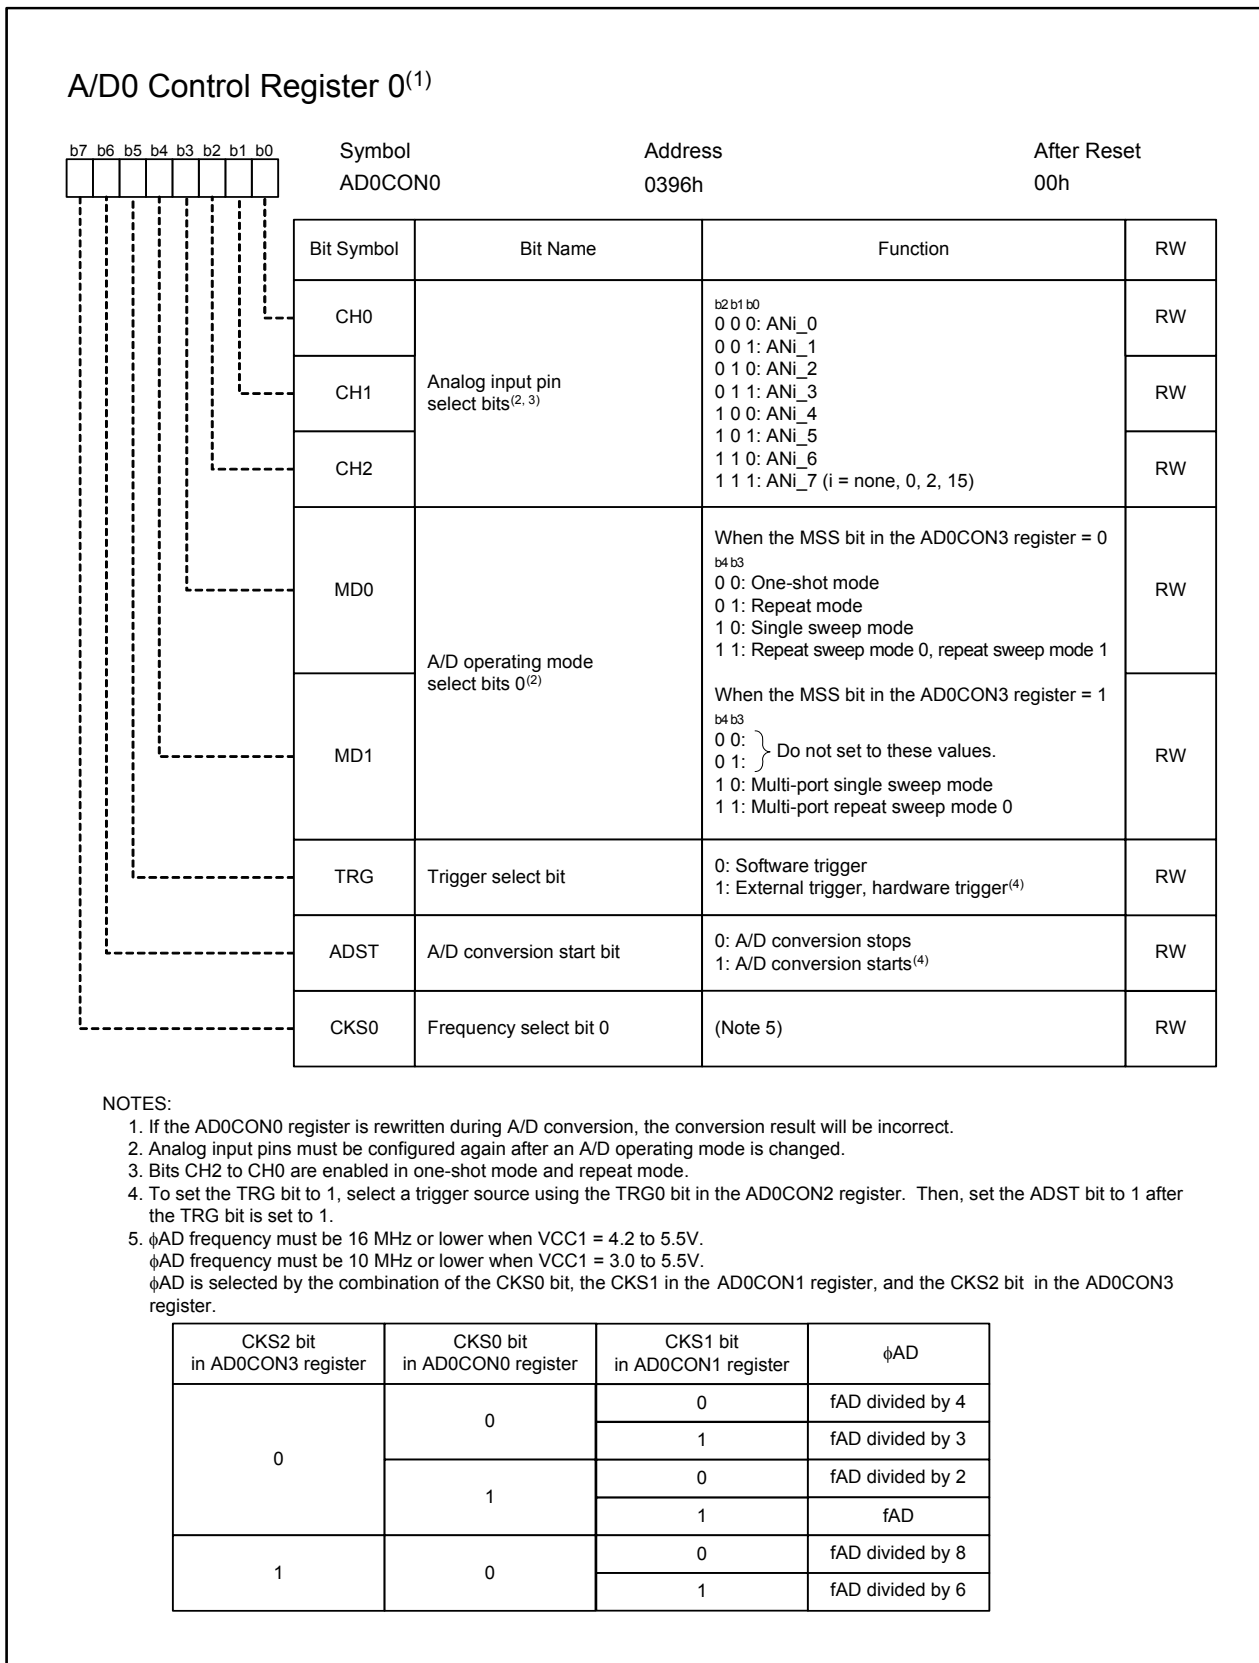 A/D0 Control Register 0(1)
b7 b6 b5 b4 b3 b2 b1 b0
Symbol Address After Reset
AD0CON0 0396h 00h
Bit Symbol Bit Name Function RW
CH0 RW
CH1 RW
CH2 RW
Analog input pin
select bits(2, 3)
b2 b1 b0
0 0 0: ANi_0
0 0 1: ANi_1
0 1 0: ANi_2
0 1 1: ANi_3
1 0 0: ANi_4
1 0 1: ANi_5
1 1 0: ANi_6
1 1 1: ANi_7 (i = none, 0, 2, 15)
MD0 RW
MD1 RW
A/D operating mode
select bits 0(2)
When the MSS bit in the AD0CON3 register = 0
b4 b3
0 0: One-shot mode
0 1: Repeat mode
1 0: Single sweep mode
1 1: Repeat sweep mode 0, repeat sweep mode 1
When the MSS bit in the AD0CON3 register = 1
b4 b3
0 0:
0 1:
Do not set to these values.
1 0: Multi-port single sweep mode
1 1: Multi-port repeat sweep mode 0
TRG Trigger select bit RW
0: Software trigger
1: External trigger, hardware trigger(4)
ADST A/D conversion start bit RW
0: A/D conversion stops
1: A/D conversion starts(4)
CKS0 Frequency select bit 0 (Note 5) RW
NOTES:
1. If the AD0CON0 register is rewritten during A/D conversion, the conversion result will be incorrect.
2. Analog input pins must be configured again after an A/D operating mode is changed.
3. Bits CH2 to CH0 are enabled in one-shot mode and repeat mode.
4. To set the TRG bit to 1, select a trigger source using the TRG0 bit in the AD0CON2 register. Then, set the ADST bit to 1 after
the TRG bit is set to 1.
5. ϕAD frequency must be 16 MHz or lower when VCC1 = 4.2 to 5.5V.
ϕAD frequency must be 10 MHz or lower when VCC1 = 3.0 to 5.5V.
ϕAD is selected by the combination of the CKS0 bit, the CKS1 in the AD0CON1 register, and the CKS2 bit in the AD0CON3
register.
CKS2 bit
in AD0CON3 register
CKS0 bit
in AD0CON0 register
CKS1 bit
in AD0CON1 register
ϕAD
0
0
0 fAD divided by 4
1 fAD divided by 3
1
0 fAD divided by 2
1 fAD
1
0
0 fAD divided by 8
1 fAD divided by 6